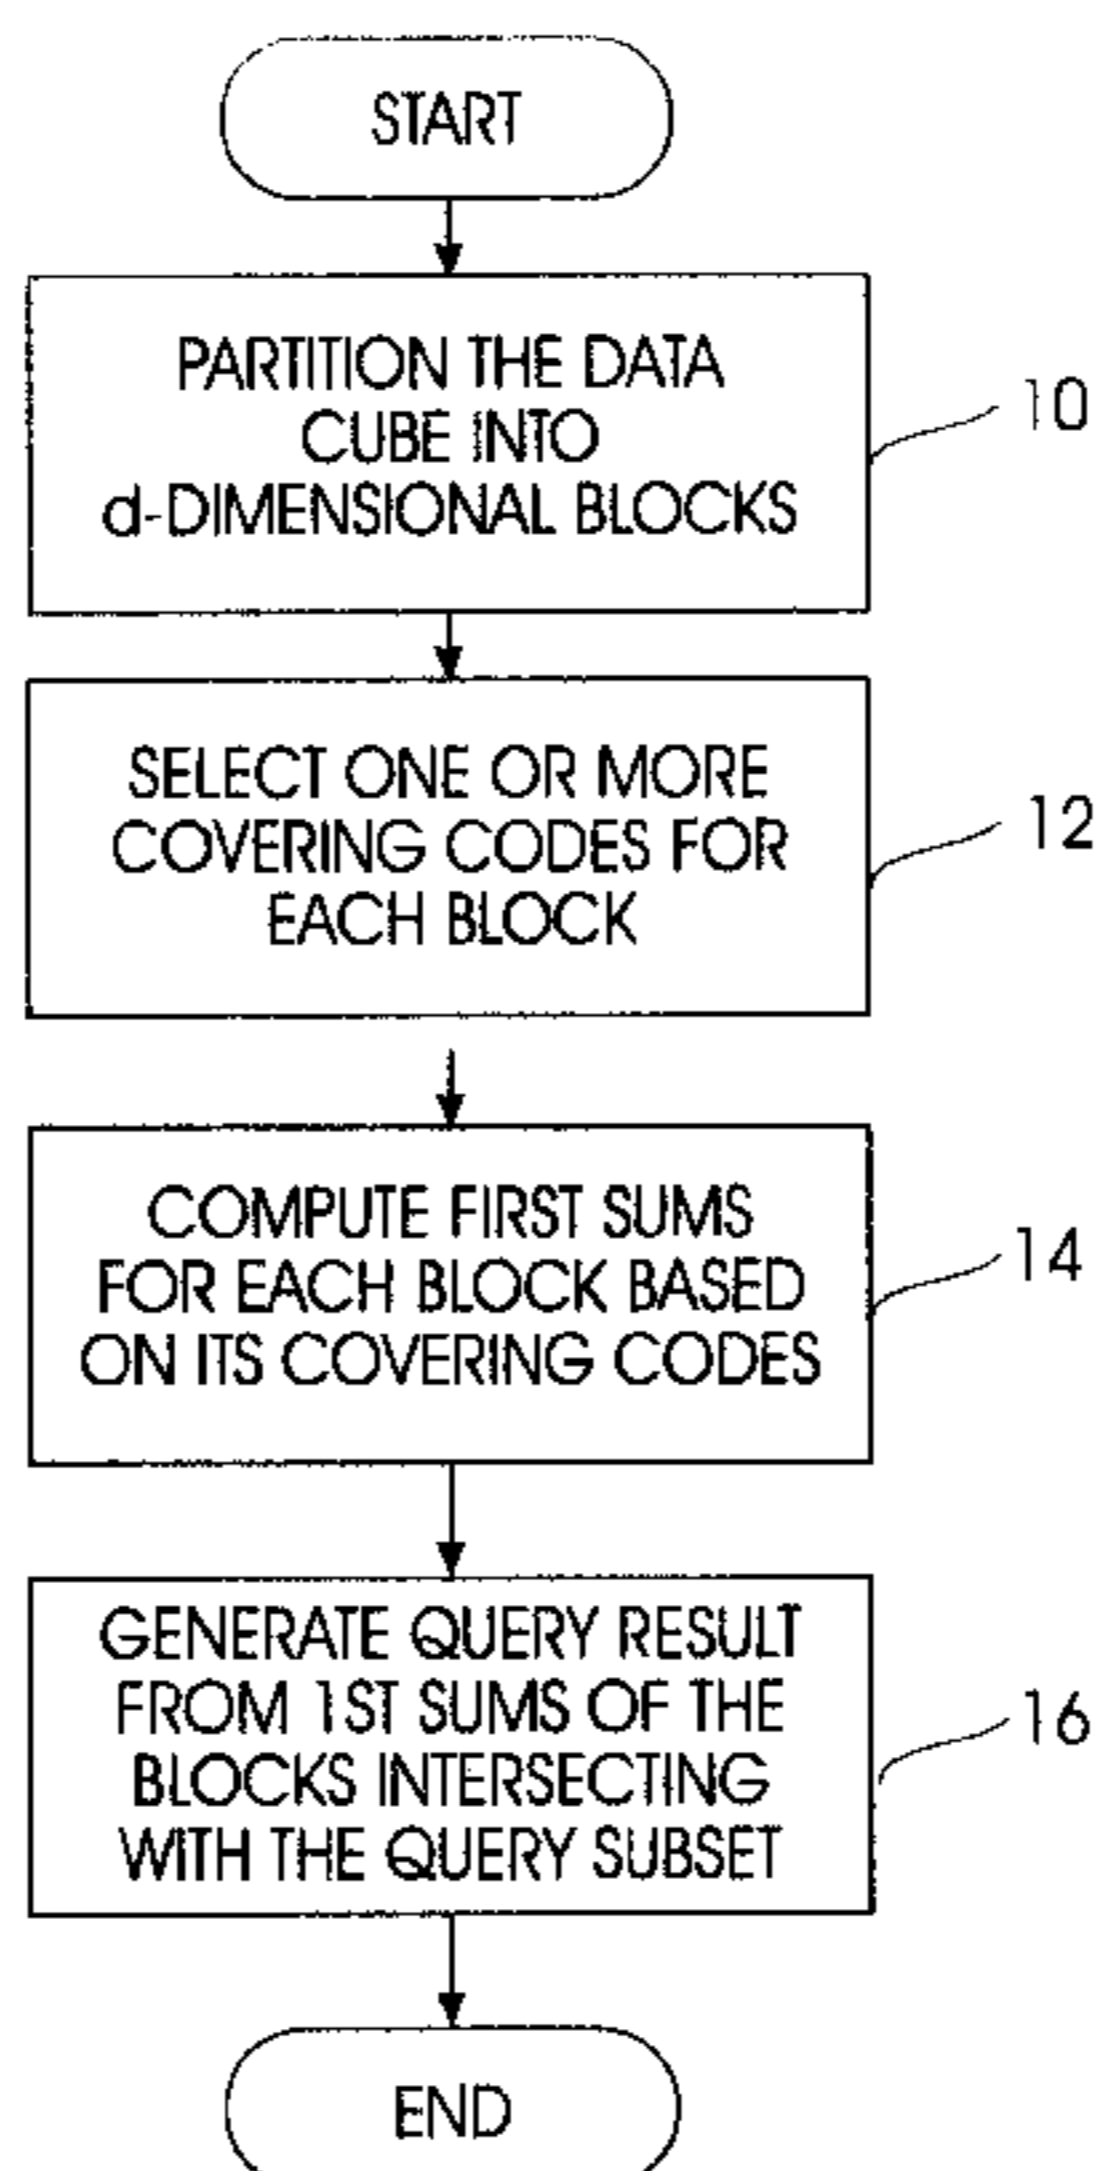 START
PARTITION THE DATA
CUBE INTO
d-DIMENSIONAL BLOCKS
10
SELECT ONE OR MORE
COVERING CODES FOR
EACH BLOCK
12
COMPUTE FIRST SUMS
FOR EACH BLOCK BASED
ON ITS COVERING CODES
14
GENERATE QUERY RESULT
FROM 1ST SUMS OF THE
BLOCKS INTERSECTING
WITH THE QUERY SUBSET
16
END